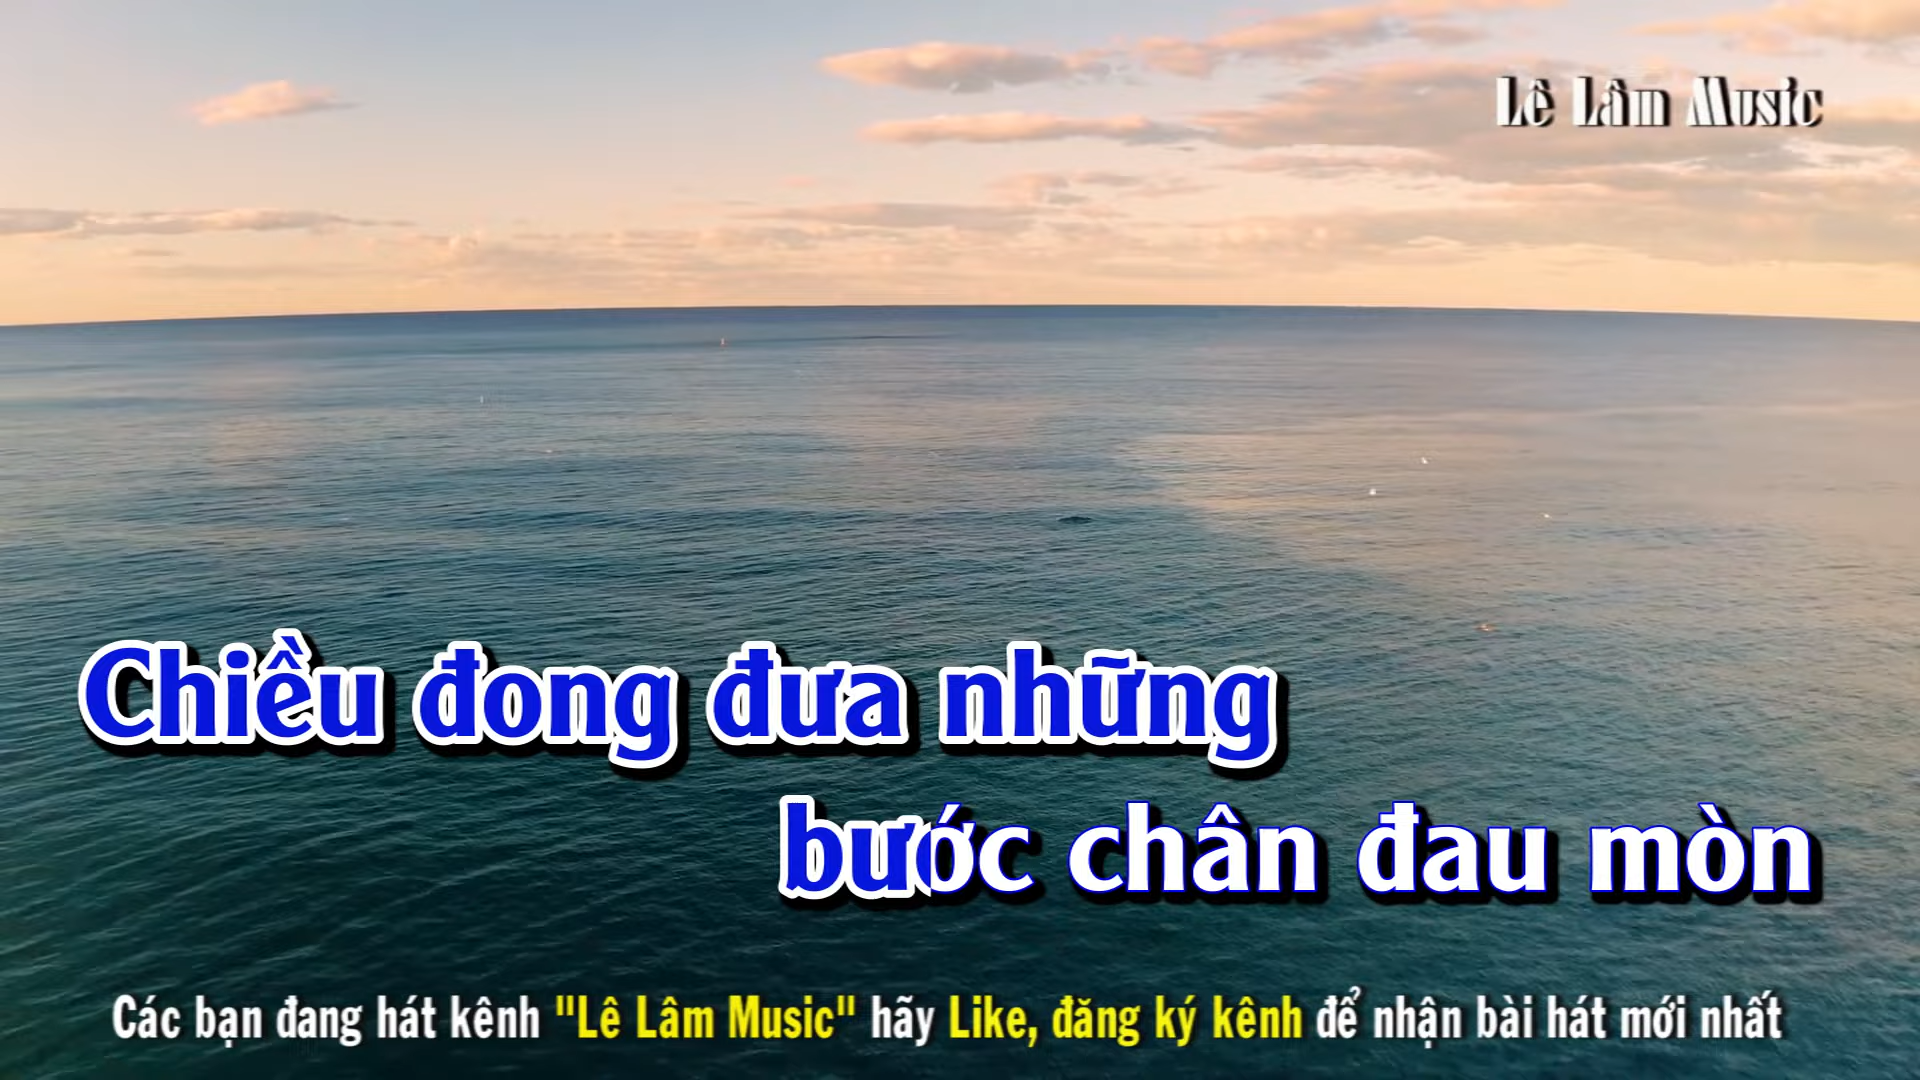 Lê Lâm Music
Chiều đong đưa những
bước chân đau mòn
Các bạn đang hát kênh "Lê Lâm Music" hãy Like, đăng ký kênh để nhận bài hát mới nhất